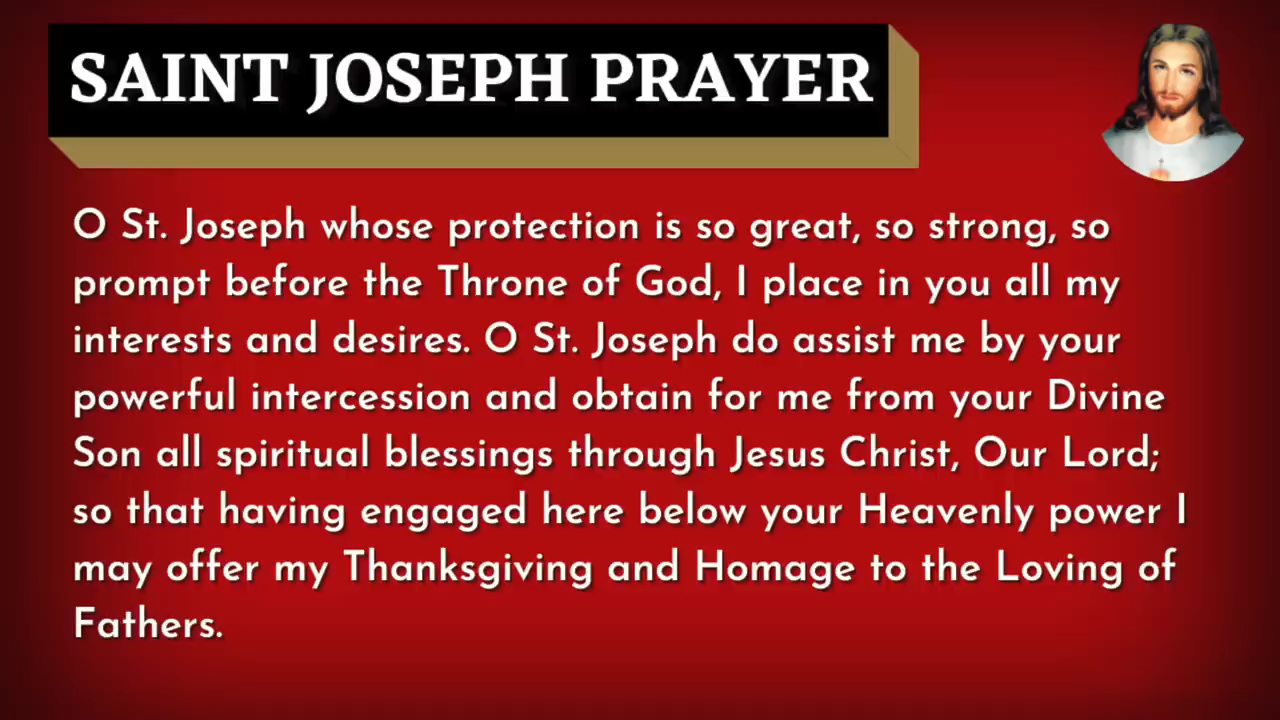 SAINT JOSEPH PRAYER
O St. Joseph whose protection is so great, so strong, so
prompt before the Throne of God, I place in you all my
interests and desires. O St. Joseph do assist me by your
powerful intercession and obtain for me from your Divine
Son all spiritual blessings through Jesus Christ, Our Lord;
so that having engaged here below your Heavenly power I
may offer my Thanksgiving and Homage to the Loving of
Fathers.